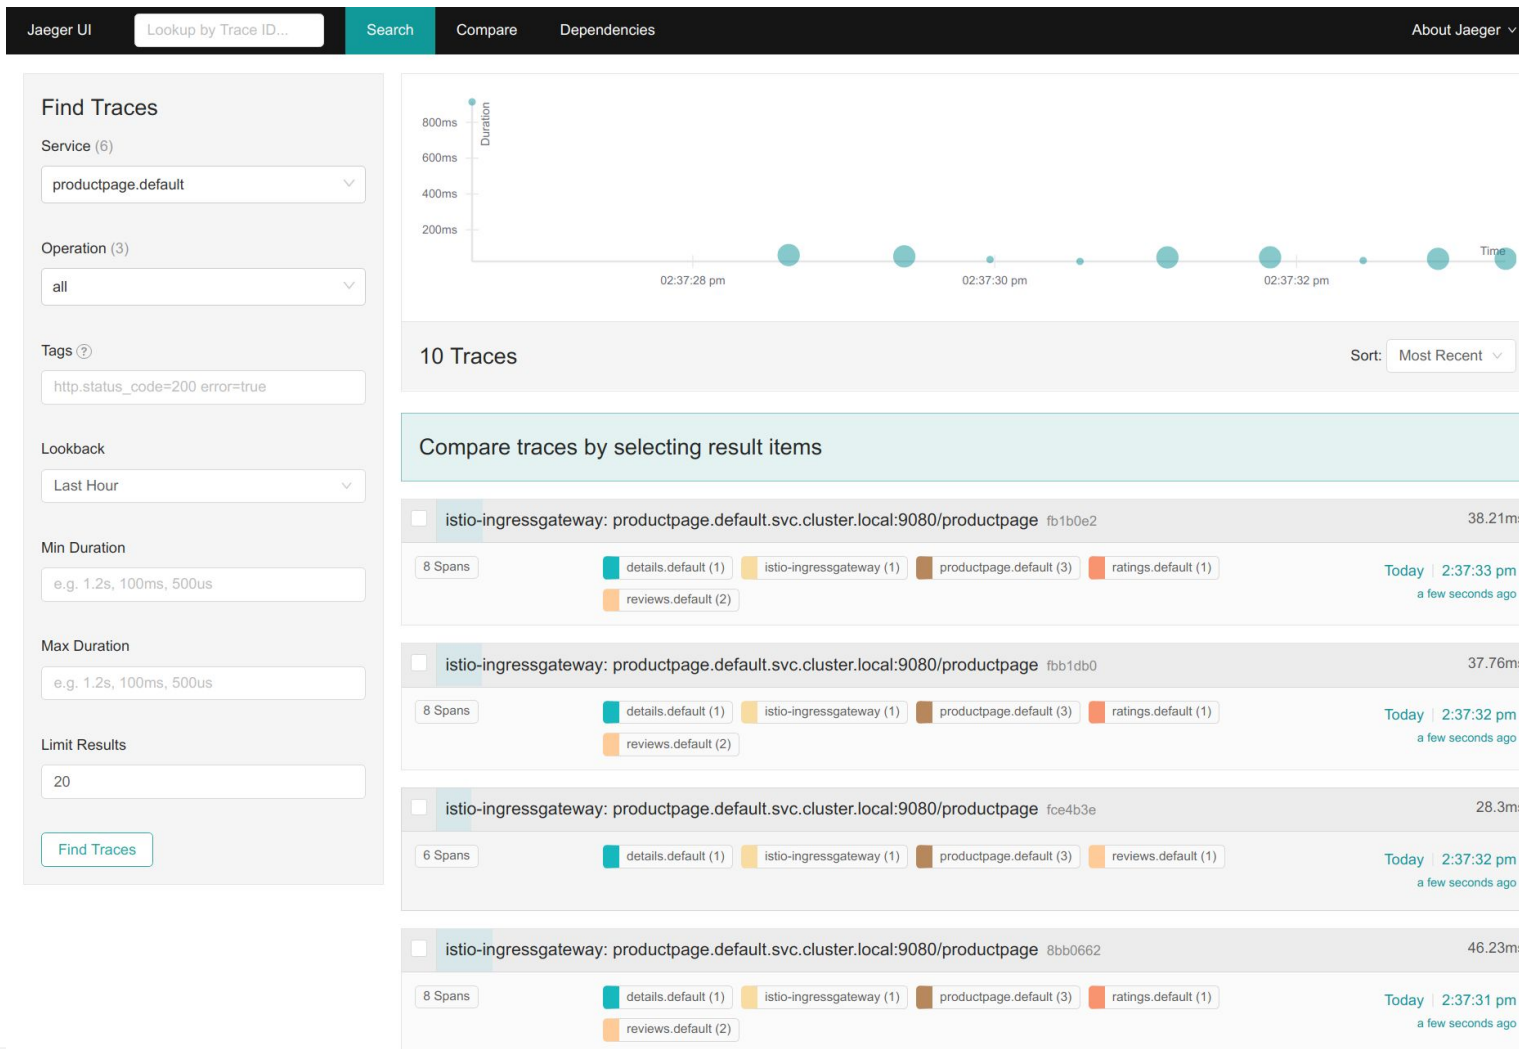 Jaeger UI Lookup by Trace ID... Search Compare Dependencies About Jaeger
Find Traces
Service (6)
productpage.default
Operation (3)
all
Tags ?
http.status_code=200 error=true
Lookback
Last Hour
Min Duration
e.g. 1.2s, 100ms, 500us
Max Duration
e.g. 1.2s, 100ms, 500us
Limit Results
20
Find Traces
Duration
800ms
600ms
400ms
200ms
Time
02:37:28 pm 02:37:30 pm 02:37:32 pm
10 Traces Sort: Most Recent
Compare traces by selecting result items
istio-ingressgateway: productpage.default.svc.cluster.local:9080/productpage fb1b0e2 38.21ms
8 Spans details.default (1) istio-ingressgateway (1) productpage.default (3) ratings.default (1) Today 2:37:33 pm
reviews.default (2) a few seconds ago
istio-ingressgateway: productpage.default.svc.cluster.local:9080/productpage fbb1db0 37.76ms
8 Spans details.default (1) istio-ingressgateway (1) productpage.default (3) ratings.default (1) Today 2:37:32 pm
reviews.default (2) a few seconds ago
istio-ingressgateway: productpage.default.svc.cluster.local:9080/productpage fce4b3e 28.3ms
6 Spans details.default (1) istio-ingressgateway (1) productpage.default (3) reviews.default (1) Today 2:37:32 pm
a few seconds ago
istio-ingressgateway: productpage.default.svc.cluster.local:9080/productpage 8bb0662 46.23ms
8 Spans details.default (1) istio-ingressgateway (1) productpage.default (3) ratings.default (1) Today 2:37:31 pm
reviews.default (2) a few seconds ago